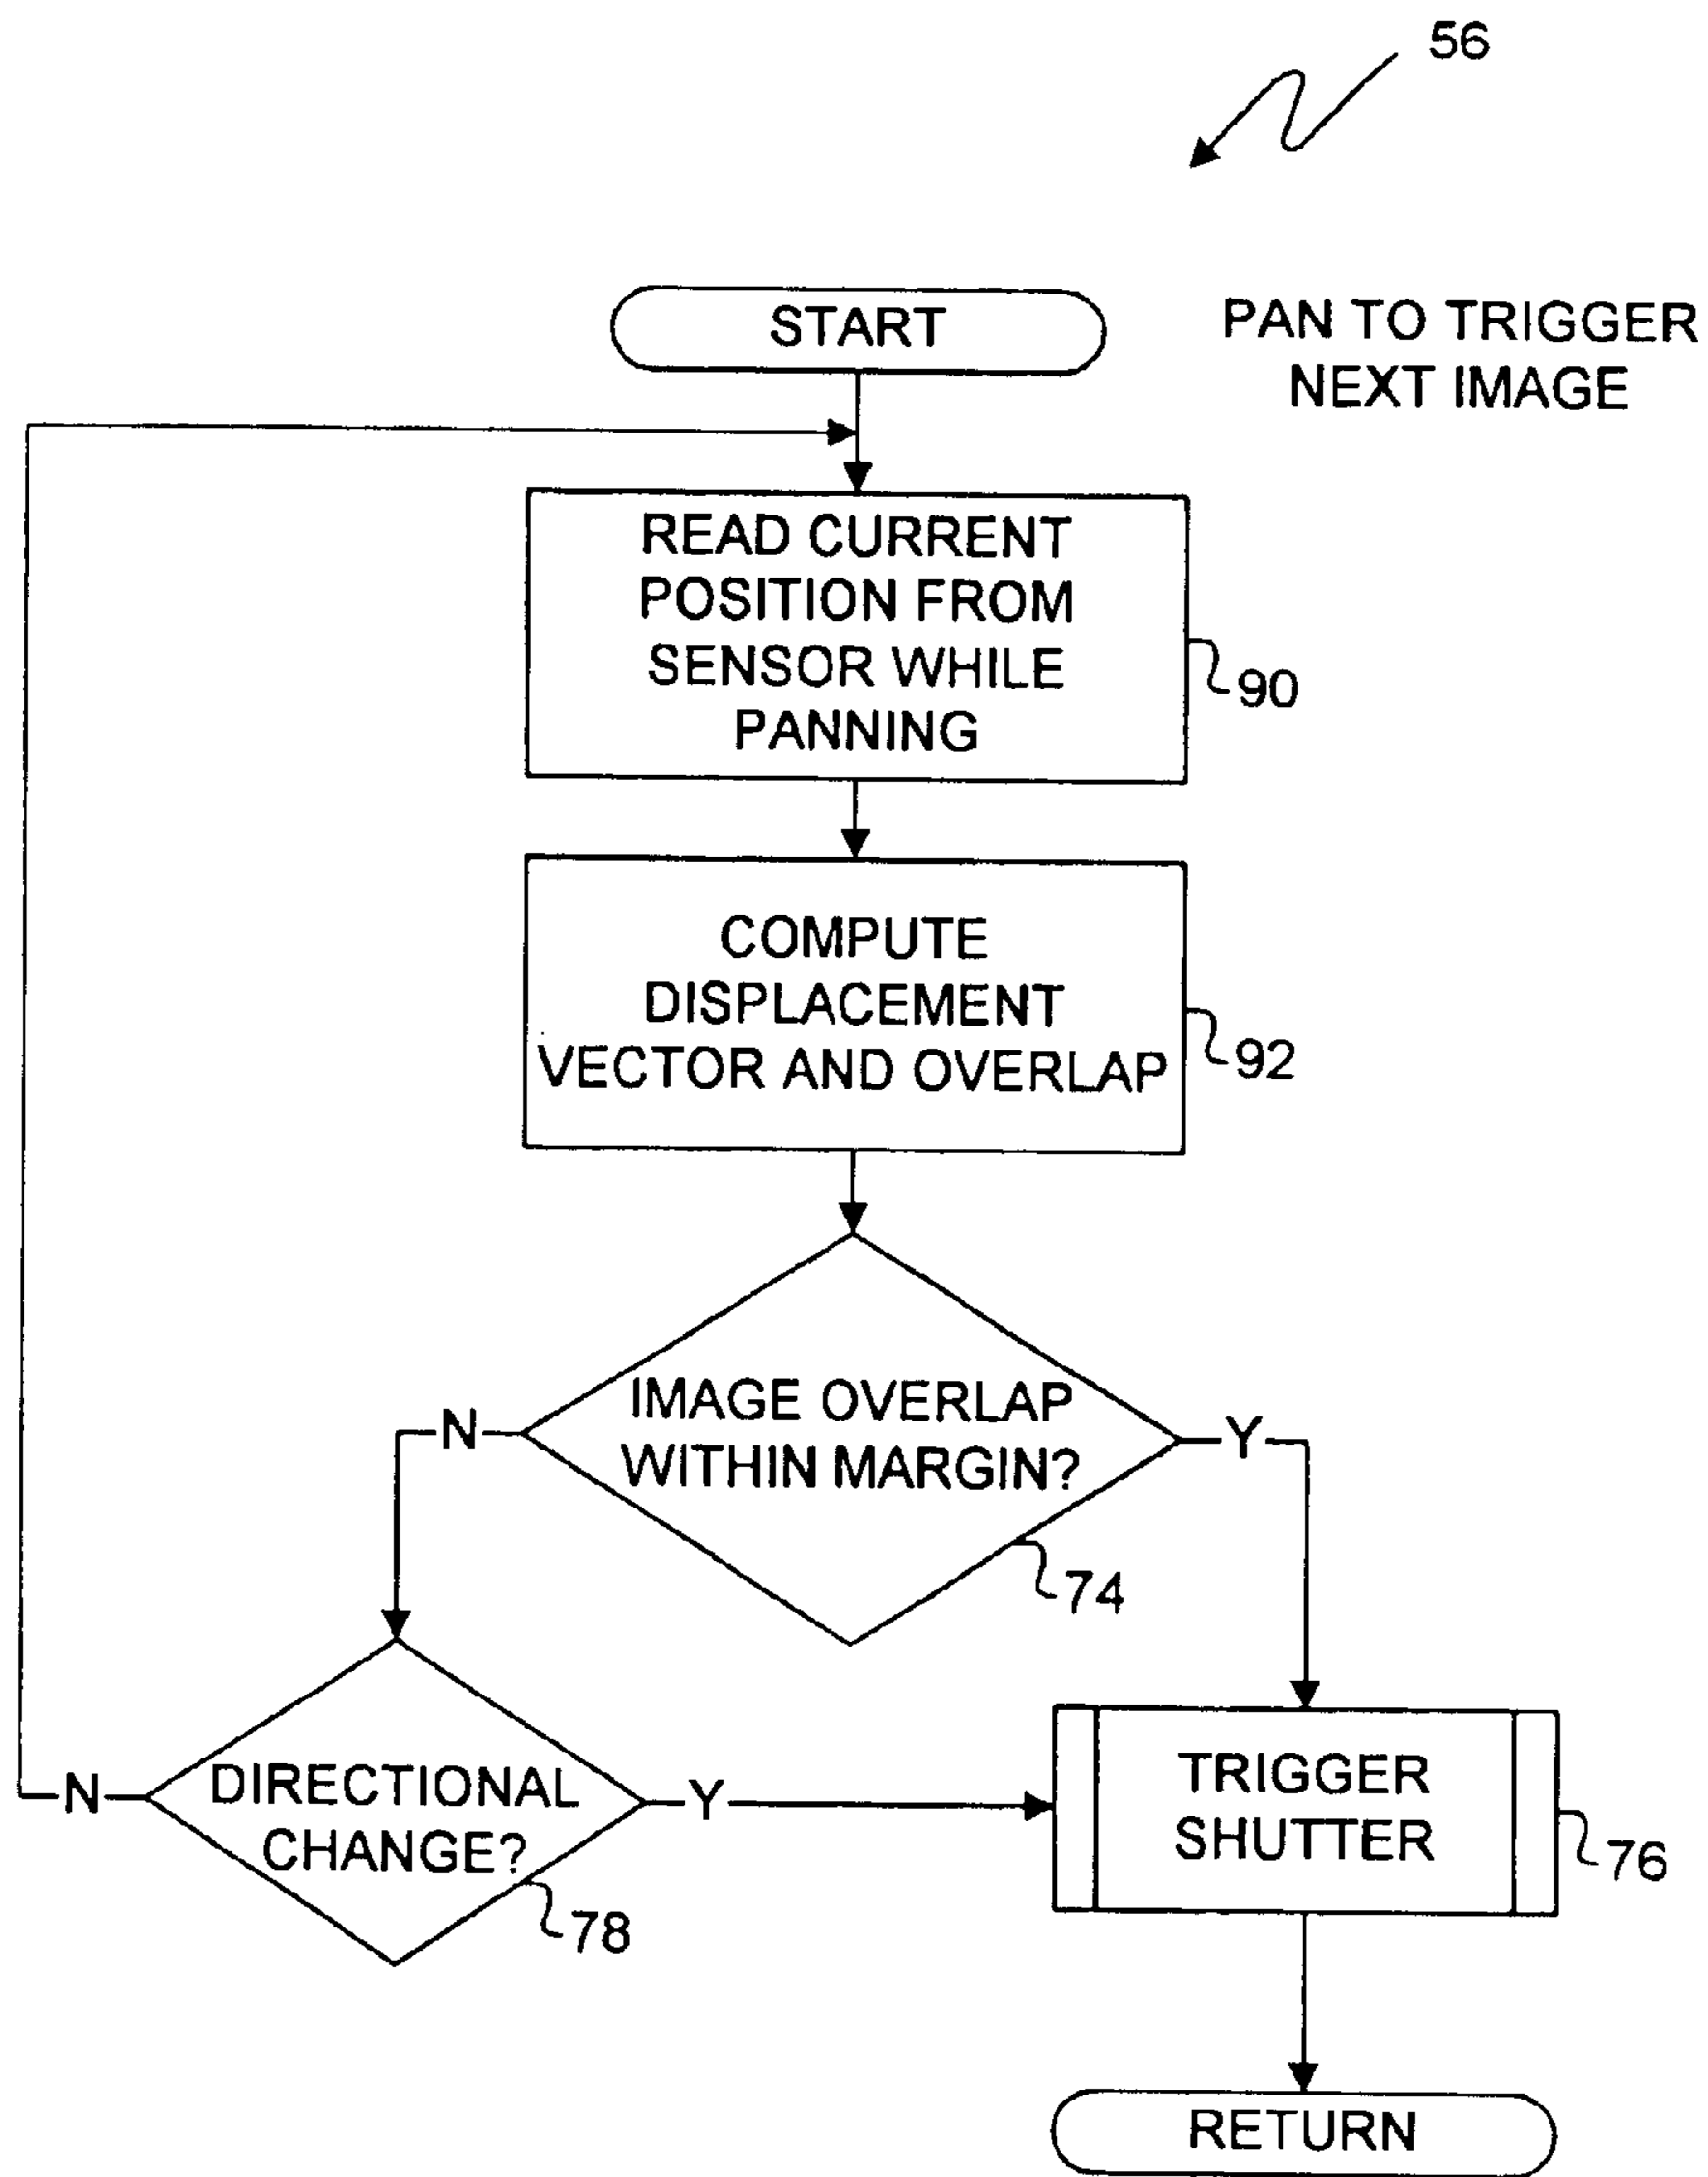 56
START
PAN TO TRIGGER
NEXT IMAGE
READ CURRENT
POSITION FROM
SENSOR WHILE
PANNING
90
COMPUTE
DISPLACEMENT
VECTOR AND OVERLAP
92
IMAGE OVERLAP
WITHIN MARGIN?
N
Y
74
DIRECTIONAL
CHANGE?
N
Y
78
TRIGGER
SHUTTER
76
RETURN